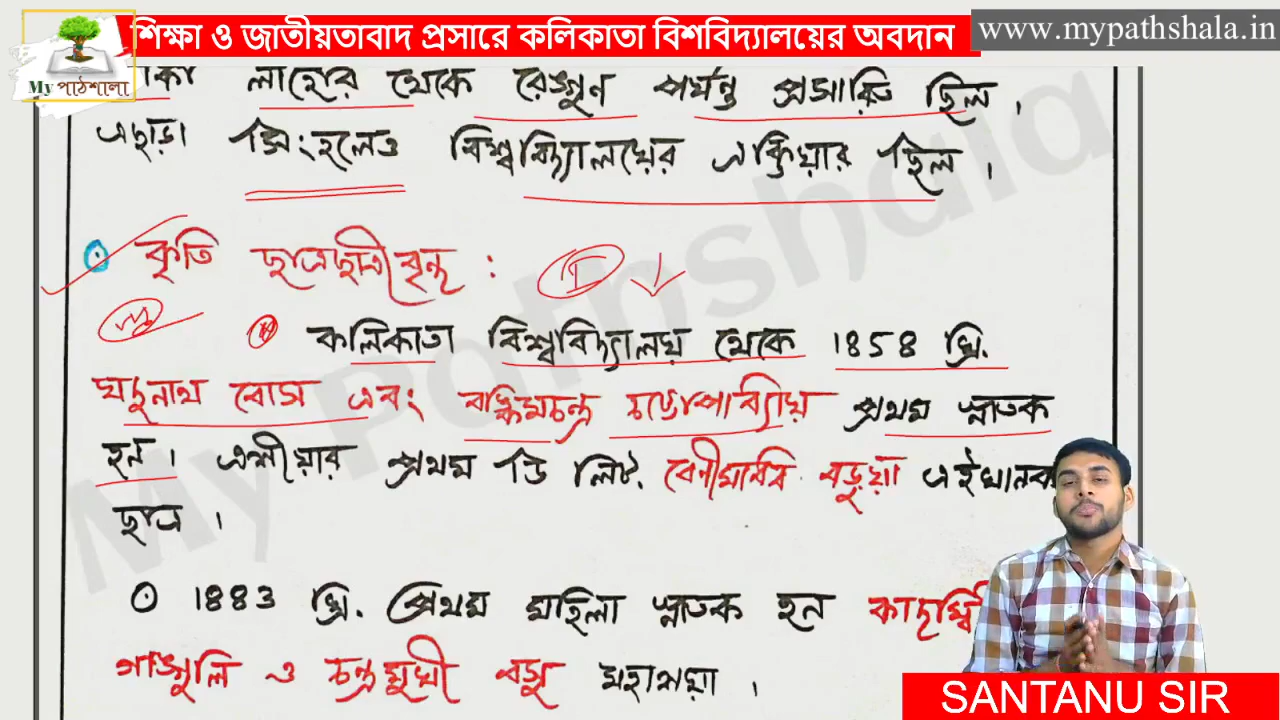 শিক্ষা ও জাতীয়তাবাদ প্রসারে কলিকাতা বিশবিদ্যালয়ের অবদান
www.mypathshala.in
My পাঠশালা
লাহোর থেকে রেঙ্গুণ পর্যন্ত প্রসারিত ছিল ।
এছাড়া সিংহলেও বিশ্ববিদ্যালয়ের এক্তিয়ার ছিল ।
কৃতি ছাত্রছাত্রীবৃন্দ :
কলিকাতা বিশ্ববিদ্যালয় থেকে 1858 খ্রি.
যদুনাথ বোস এবং বঙ্কিমচন্দ্র চট্টোপাধ্যায় প্রথম স্নাতক
হন । এশীয়ার প্রথম ডি লিট. বেণীমাধব বড়ুয়া
ছাত্র ।
1883 খ্রি. প্রথম মহিলা স্নাতক হন
গাঙ্গুলি ও চন্দ্রমুখী বসু মহাশয়া ।
My Pathshala
SANTANU SIR